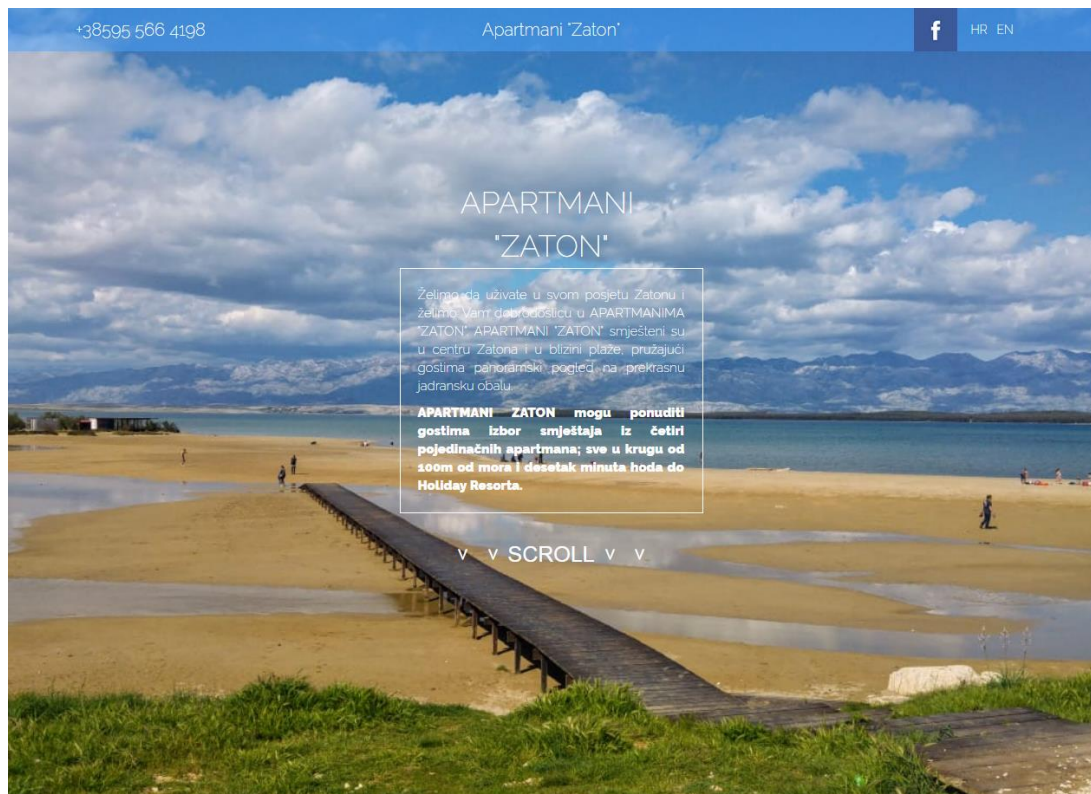 +38595 566 4198
Apartmani "Zaton"
f
HR EN
APARTMANI
"ZATON"
Želimo da uživate u svom posjetu Zatonu i
želimo Vam dobrodošlicu u APARTMANIMA
"ZATON". APARTMANI "ZATON" smješteni su
u centru Zatona i u blizini plaže, pružajući
gostima panoramski pogled na prekrasnu
jadransku obalu.
APARTMANI ZATON mogu ponuditi
gostima izbor smještaja iz četiri
pojedinačnih apartmana; sve u krugu od
100m od mora i desetak minuta hoda do
Holiday Resorta.
v v SCROLL v v